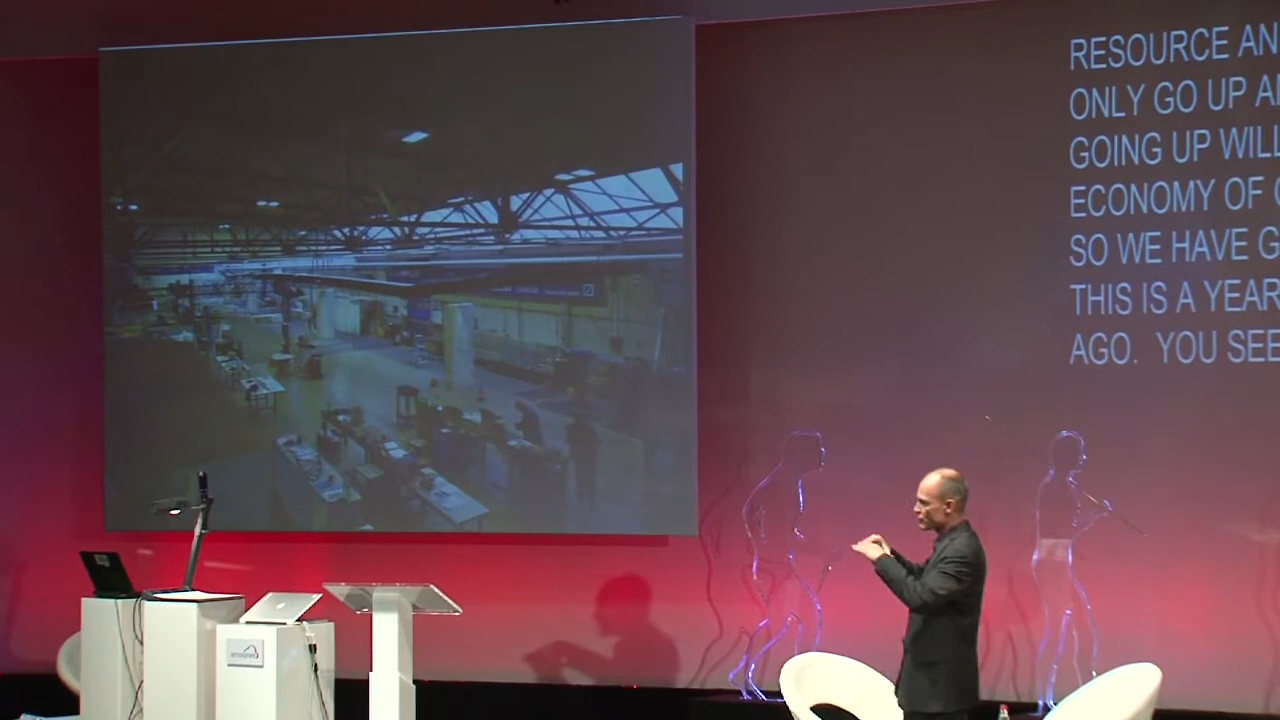 RESOURCE AN
ONLY GO UP A
GOING UP WILL
ECONOMY OF
SO WE HAVE G
THIS IS A YEAR
AGO. YOU SEE